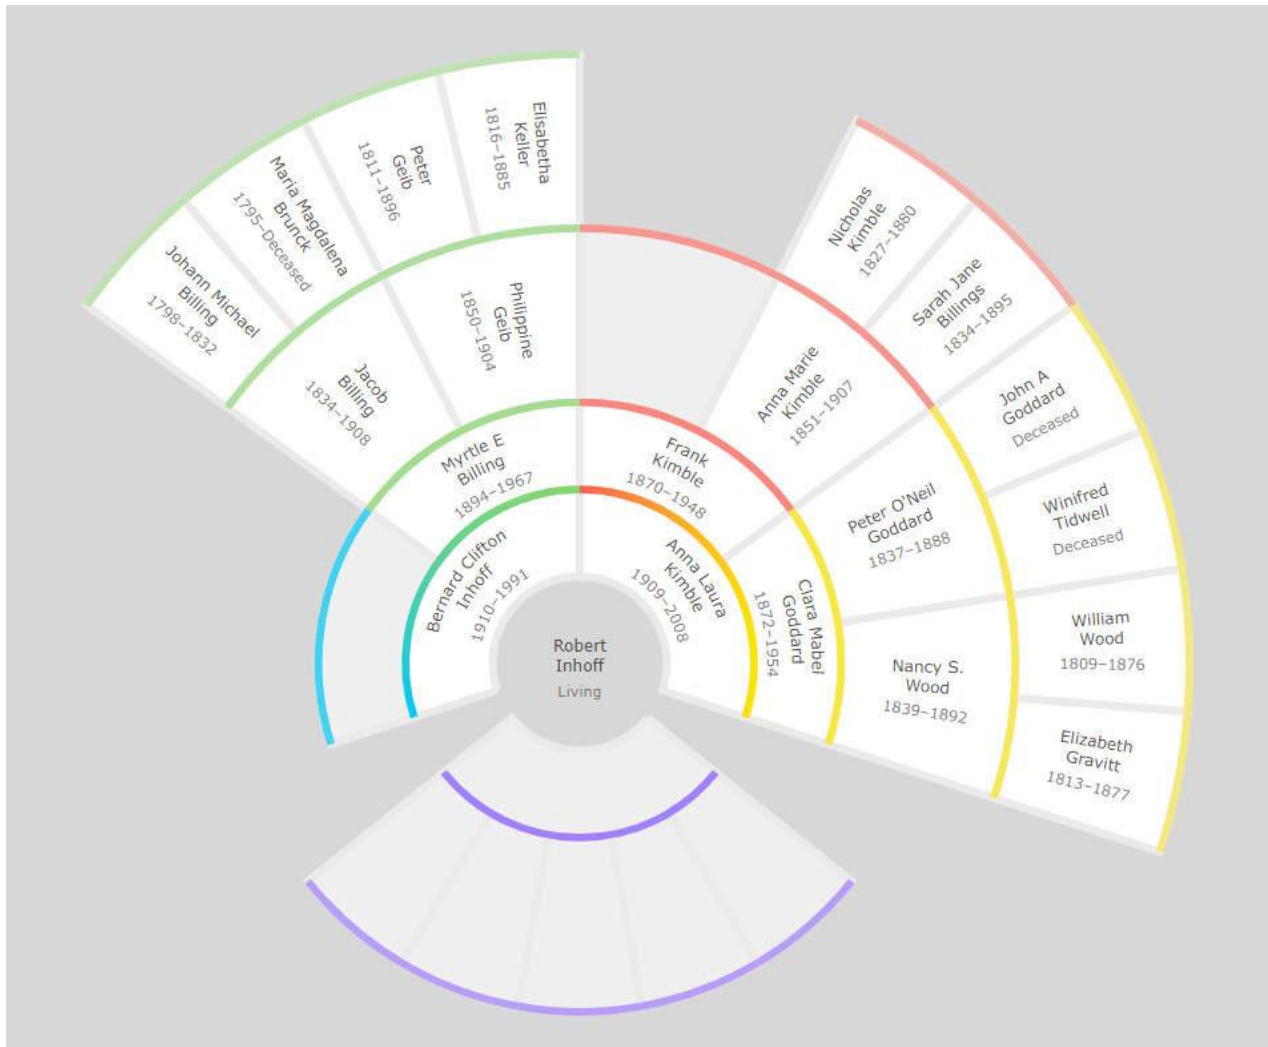 Robert
Inhoff
Living
Bernard Clifton
Inhoff
1910–1991
Anna Laura
Kimble
1909–2008
Myrtle E
Billing
1894–1967
Frank
Kimble
1870–1948
Clara Mabel
Goddard
1872–1954
Jacob
Billing
1834–1908
Philippine
Geib
1850–1904
Anna Marie
Kimble
1851–1907
Peter O'Neil
Goddard
1837–1888
Nancy S.
Wood
1839–1892
Johann Michael
Billing
1798–1832
Maria Magdalena
Brunck
1795–Deceased
Peter
Geib
1811–1896
Elisabetha
Keller
1816–1885
Nicholas
Kimble
1827–1880
Sarah Jane
Billings
1834–1895
John A
Goddard
Deceased
Winifred
Tidwell
Deceased
William
Wood
1809–1876
Elizabeth
Gravitt
1813–1877